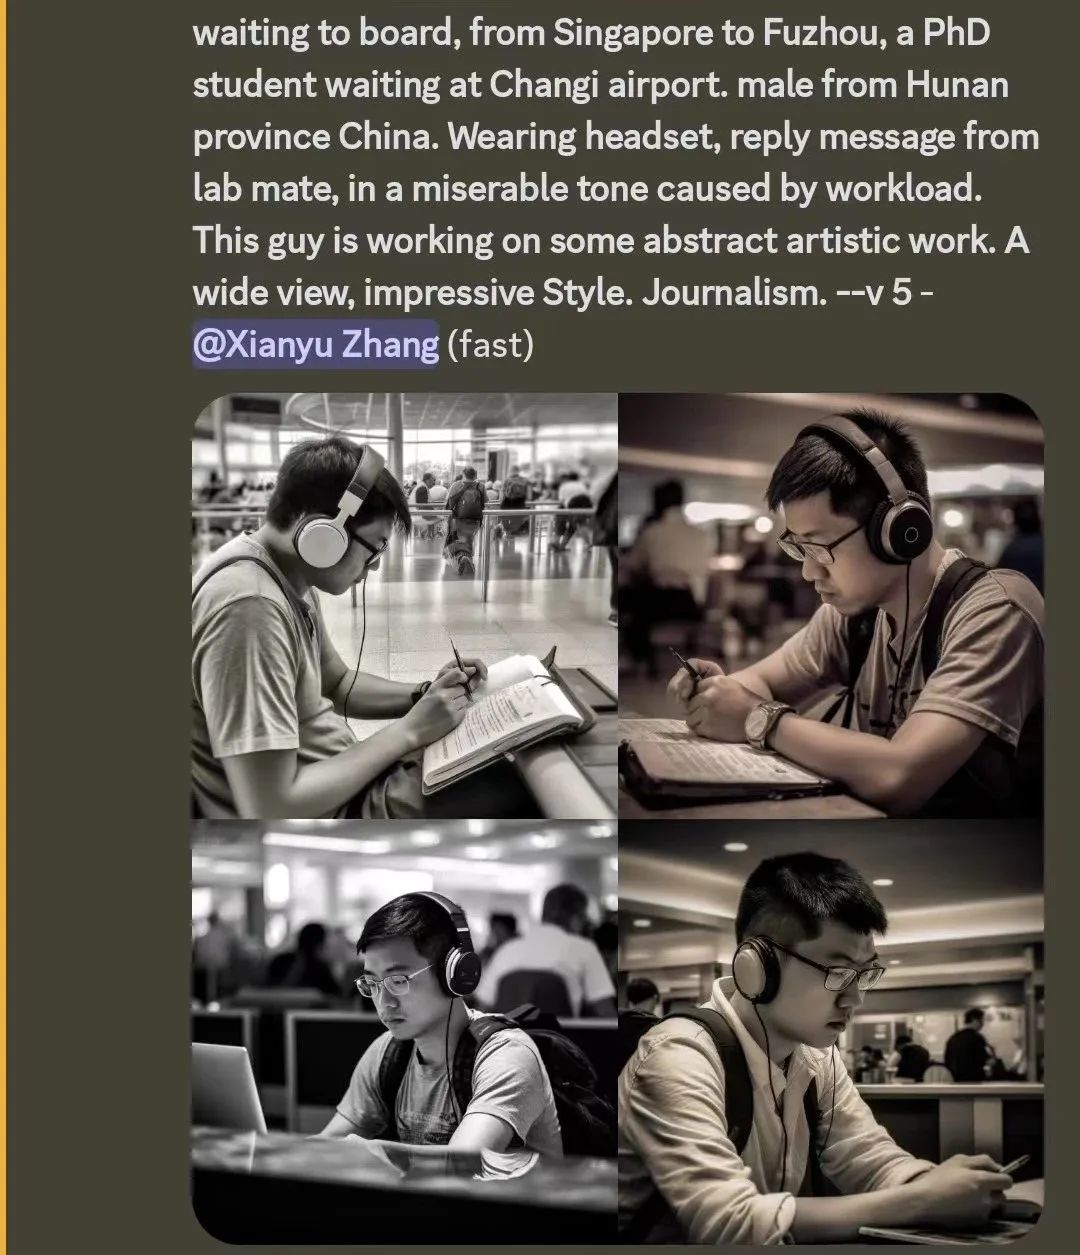 waiting to board, from Singapore to Fuzhou, a PhD
student waiting at Changi airport. male from Hunan
province China. Wearing headset, reply message from
lab mate, in a miserable tone caused by workload.
This guy is working on some abstract artistic work. A
wide view, impressive Style. Journalism. --v 5 -
@Xianyu Zhang (fast)